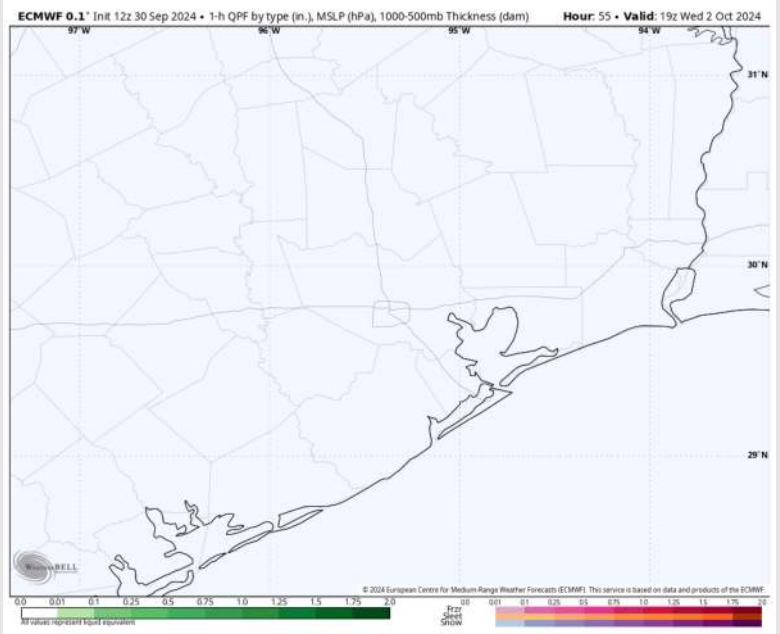 ECMWF 0.1° Init 12z 30 Sep 2024 • 1-h QPF by type (in.), MSLP (hPa), 1000-500mb Thickness (dam) Hour: 55 • Valid: 19z Wed 2 Oct 2024
97°W 96°W 95°W 94°W
31°N
30°N
29°N
WeatherBELL
© 2024 European Centre for Medium-Range Weather Forecasts (ECMWF). This service is based on data and products of the ECMWF
0.0 0.01 0.1 0.25 0.5 0.75 1.0 1.25 1.5 1.75 2.0 0.0 0.01 0.1 0.25 0.5 0.75 1.0 1.25 1.5 1.75 2.0
All values represent liquid equivalent
Frzr
Sleet
Snow